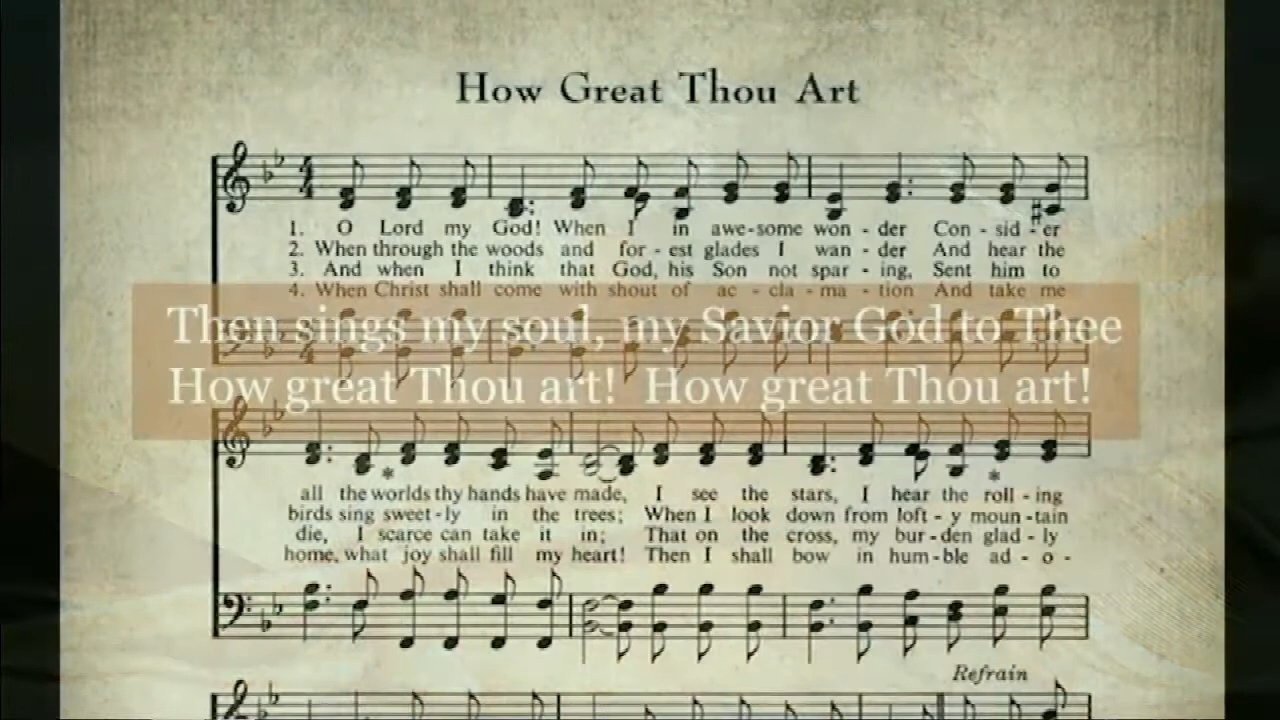 How Great Thou Art
1. O Lord my God! When I in awe-some won - der Con - sid - er
2. When through the woods and for - est glades I wan - der And hear the
3. And when I think that God, his Son not spar - ing, Sent him to
4. When Christ shall come with shout of ac - cla - ma - tion And take me
Then sings my soul, my Savior God to Thee
How great Thou art! How great Thou art!
all the worlds thy hands have made, I see the stars, I hear the roll - ing
birds sing sweet - ly in the trees; When I look down from loft - y moun - tain
die, I scarce can take it in; That on the cross, my bur - den glad - ly
home, what joy shall fill my heart! Then I shall bow in hum - ble ad - o -
Refrain